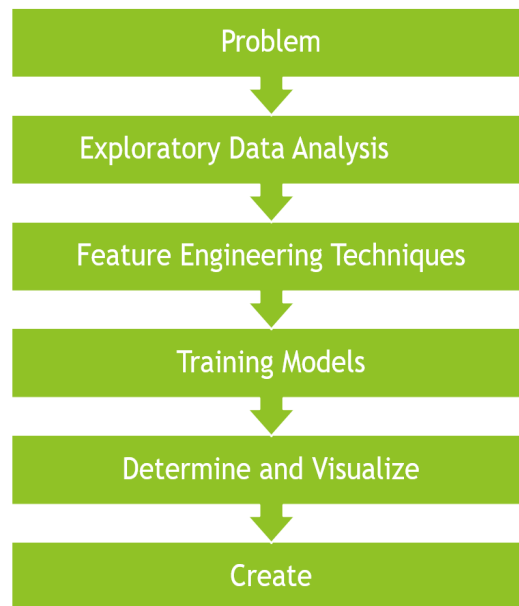 Problem
Exploratory Data Analysis
Feature Engineering Techniques
Training Models
Determine and Visualize
Create